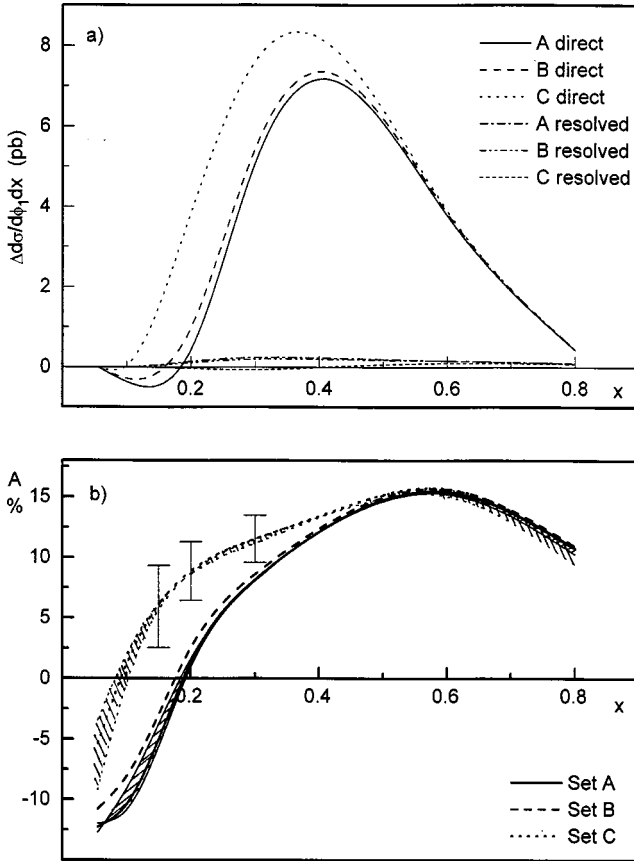 a)
8
6
4
2
0
Δdσ/dϕ₁dx (pb)
A direct
B direct
C direct
A resolved
B resolved
C resolved
0.2
0.4
0.6
0.8
x
b)
A
%
15
10
5
0
-5
-10
0.2
0.4
0.6
0.8
x
Set A
Set B
Set C